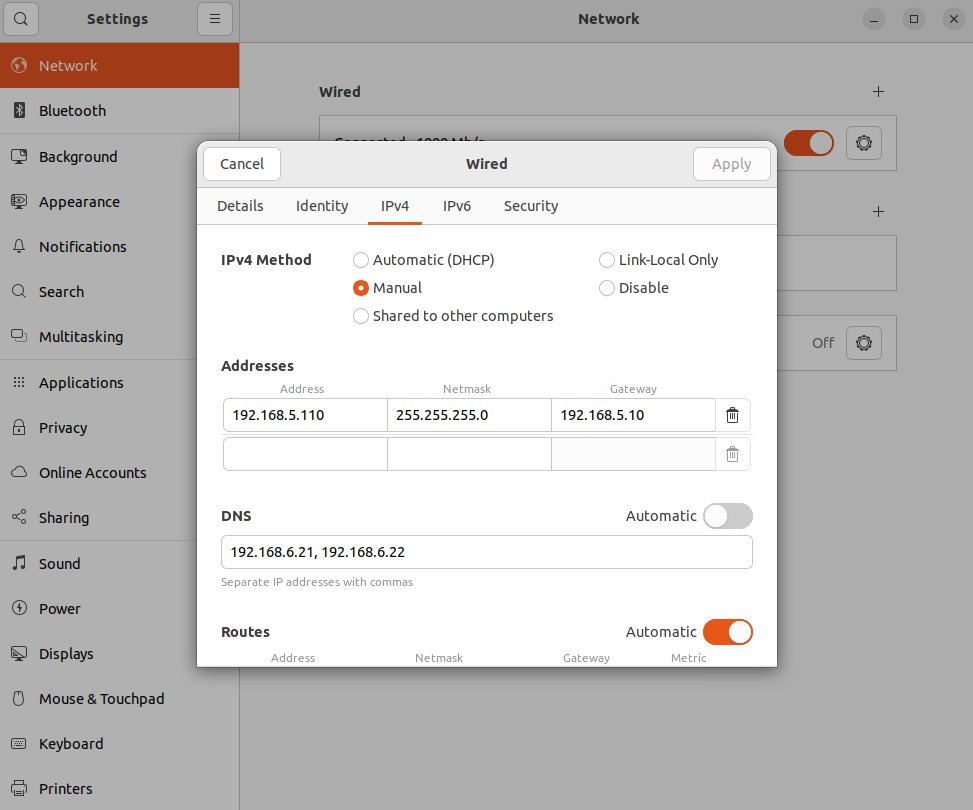 Settings
Network
Network
Bluetooth
Background
Appearance
Notifications
Search
Multitasking
Applications
Privacy
Online Accounts
Sharing
Sound
Power
Displays
Mouse & Touchpad
Keyboard
Printers
Wired
Off
Cancel Wired Apply
Details Identity IPv4 IPv6 Security
IPv4 Method
Automatic (DHCP) Link-Local Only
Manual Disable
Shared to other computers
Addresses
Address Netmask Gateway
192.168.5.110 255.255.255.0 192.168.5.10
DNS Automatic
192.168.6.21, 192.168.6.22
Separate IP addresses with commas
Routes Automatic
Address Netmask Gateway Metric